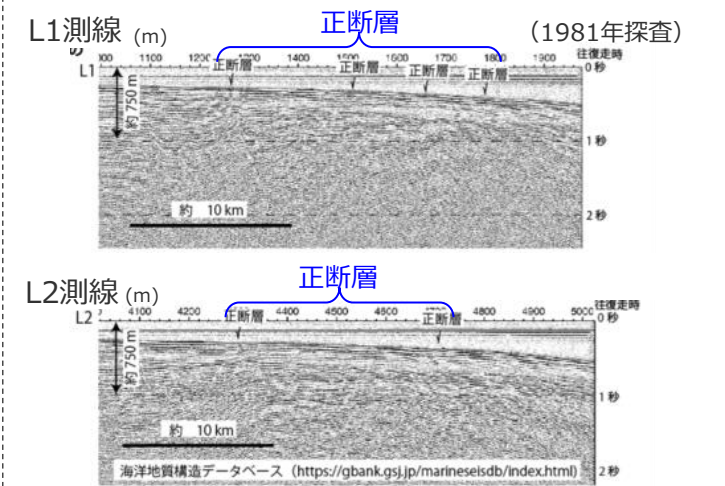 L1測線 (m)
正断層
（1981年探査）
1100
1300
1400
1600
1700
1800
1900
往復走時
L1
正断層
正断層
正断層
正断層
0秒
約 750 m
1秒
約 10 km
2秒
L2測線 (m)
正断層
4100
4200
4400
4500
4600
4800
4900
5000
往復走時
L2
正断層
正断層
0秒
約 750 m
1秒
約 10 km
海洋地質構造データベース（https://gbank.gsj.jp/marineseisdb/index.html）
2秒